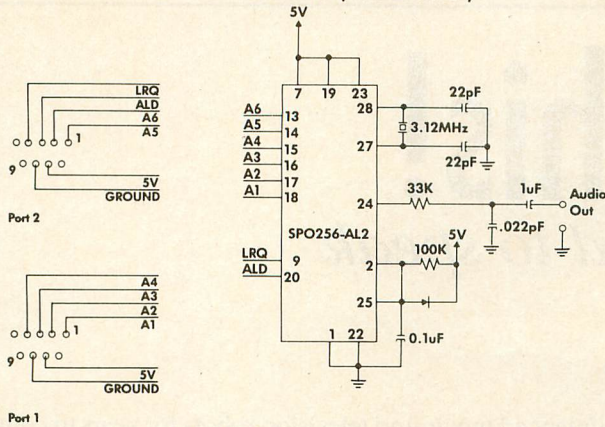 5V
LRQ
ALD
A6
A5
1
9
5V
GROUND
Port 2
A4
A3
A2
A1
1
9
5V
GROUND
Port 1
7 19 23
A6 13
A5 14
A4 15
A3 16
A2 17
A1 18
SPO256-AL2
LRQ 9
ALD 20
1 22
28
27
24
2
25
22pF
3.12MHz
22pF
33K
1uF
Audio
Out
.022pF
5V
100K
0.1uF